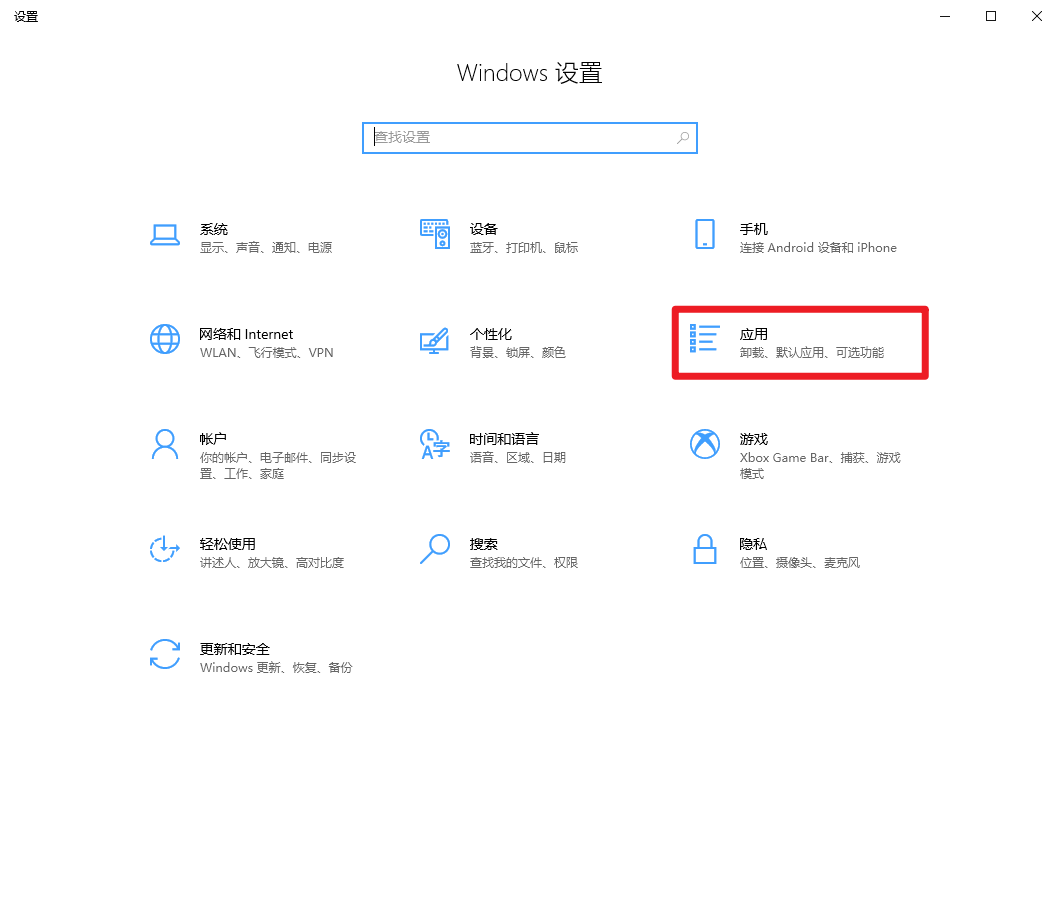 设置
Windows 设置
查找设置
系统
显示、声音、通知、电源
设备
蓝牙、打印机、鼠标
手机
连接 Android 设备和 iPhone
网络和 Internet
WLAN、飞行模式、VPN
个性化
背景、锁屏、颜色
应用
卸载、默认应用、可选功能
帐户
你的帐户、电子邮件、同步设
置、工作、家庭
时间和语言
语音、区域、日期
游戏
Xbox Game Bar、捕获、游戏
模式
轻松使用
讲述人、放大镜、高对比度
搜索
查找我的文件、权限
隐私
位置、摄像头、麦克风
更新和安全
Windows 更新、恢复、备份